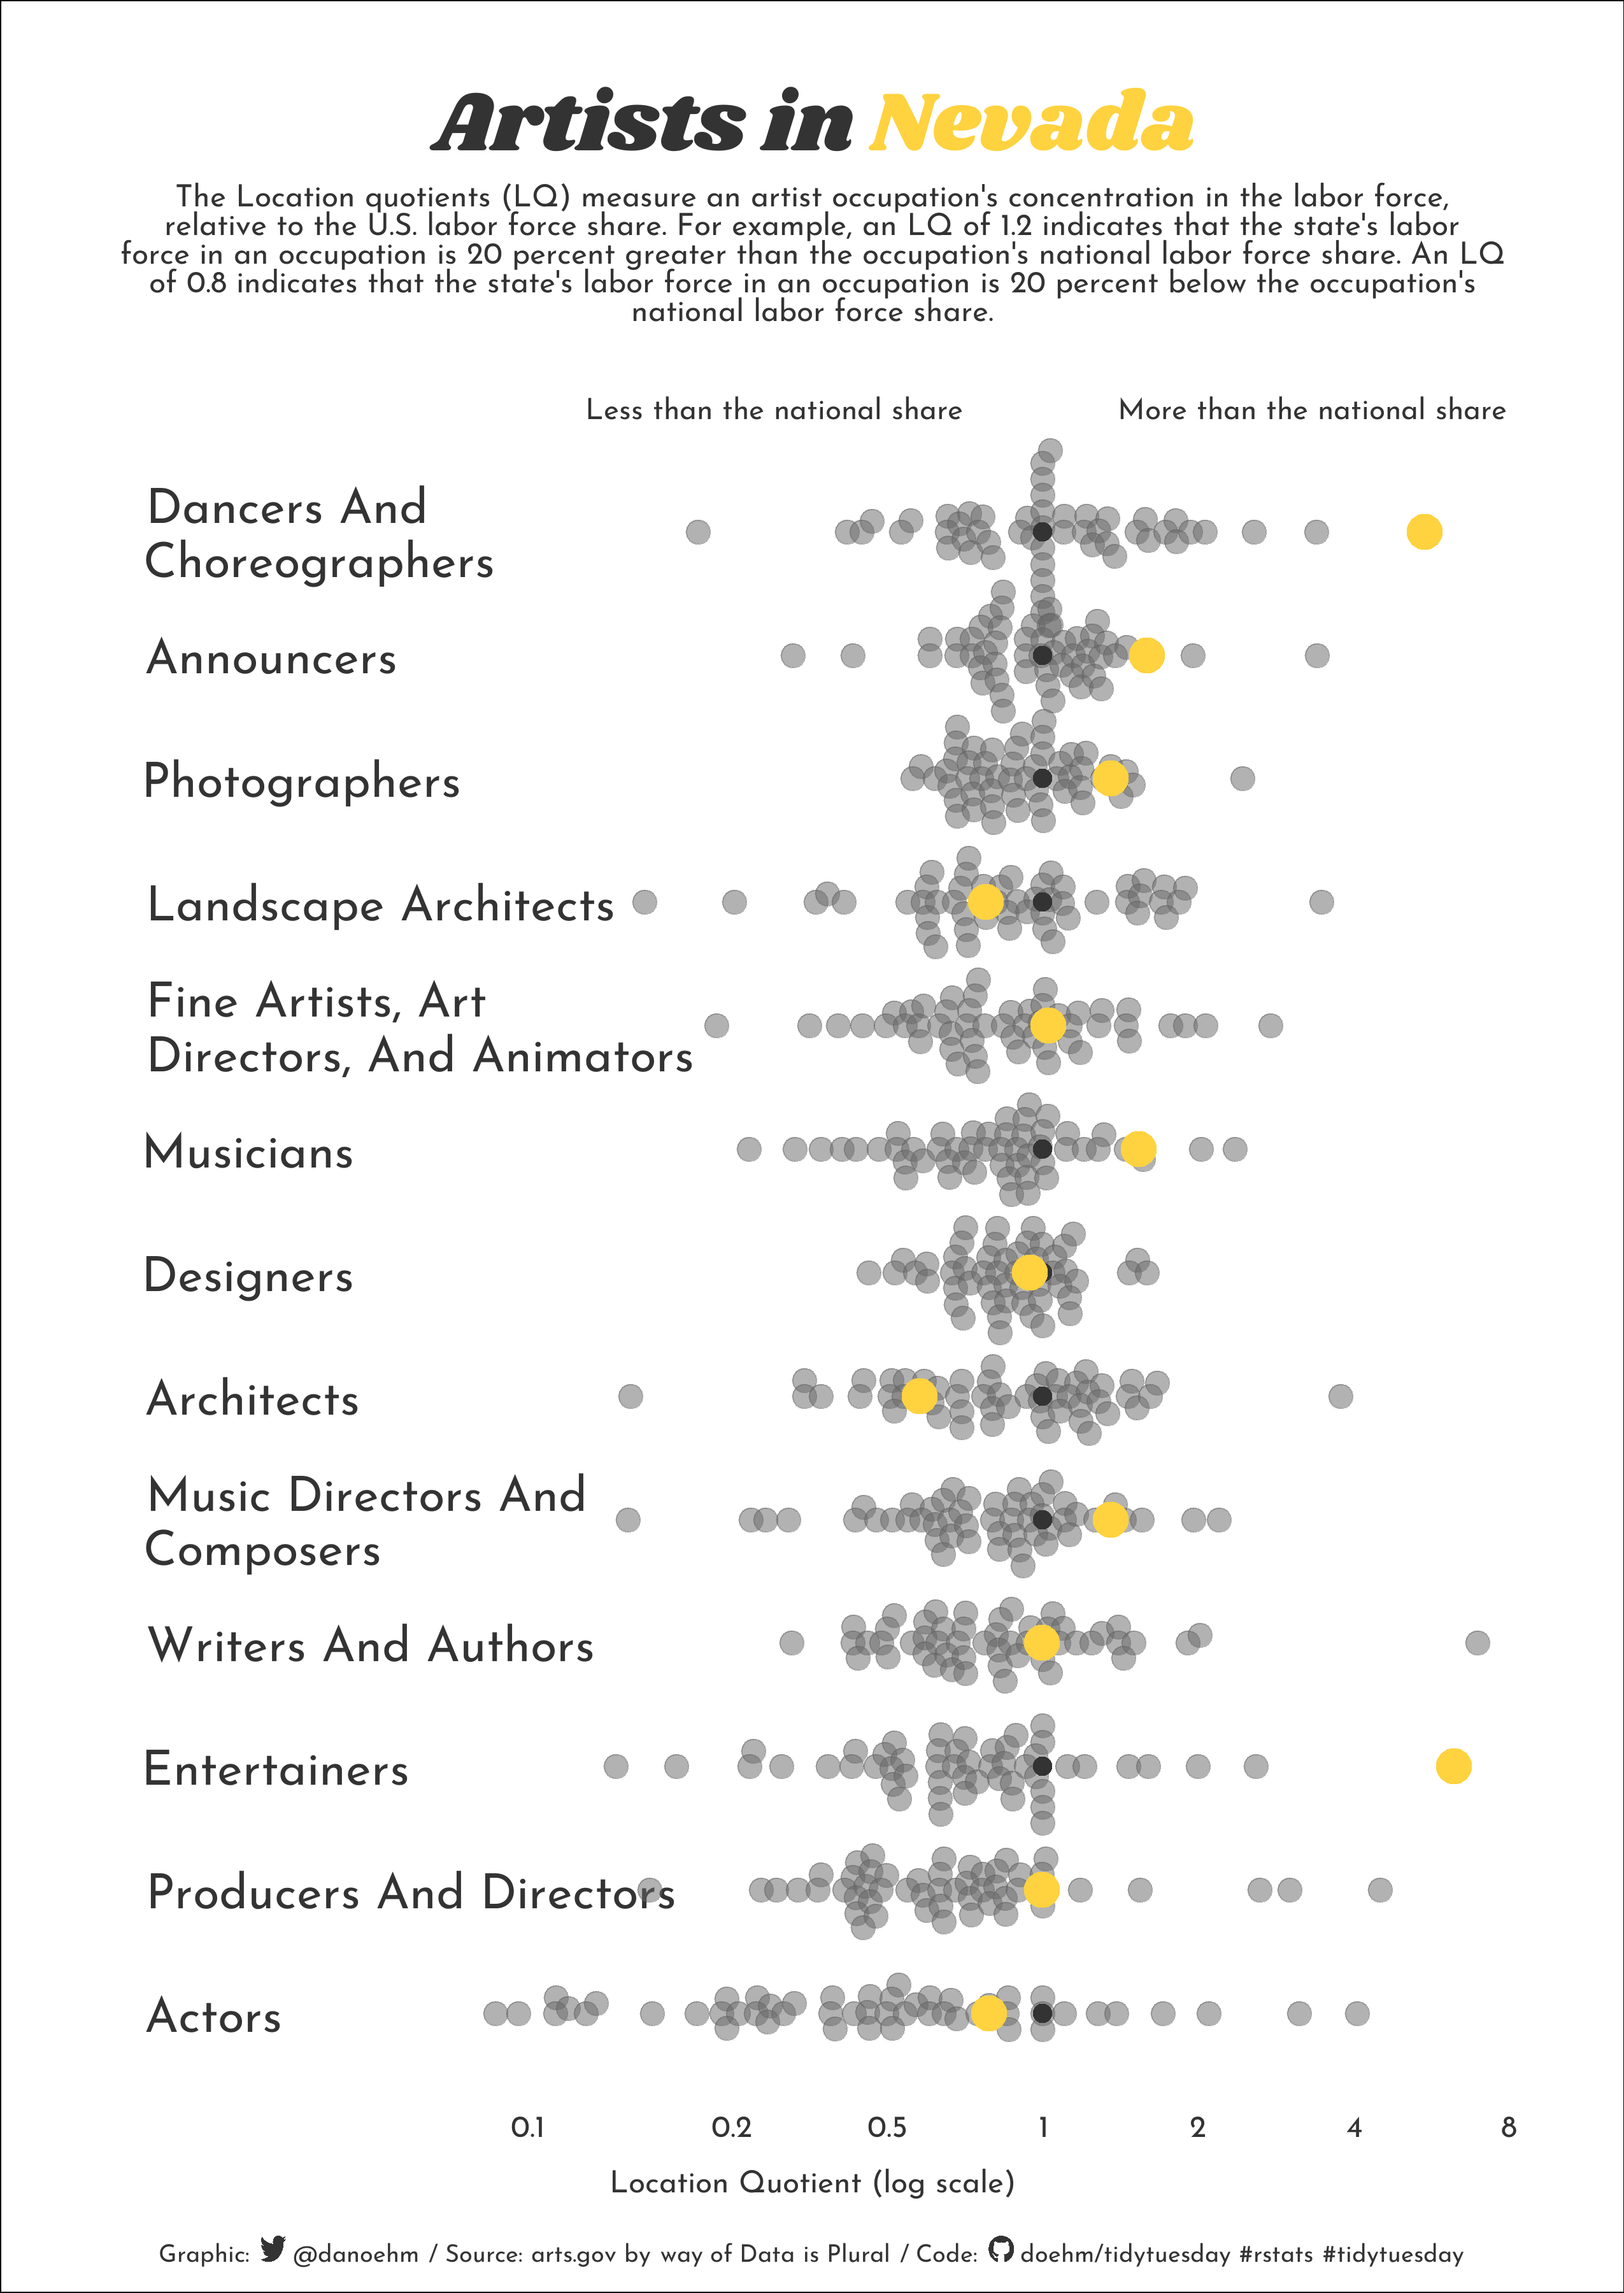 Artists in Nevada
The Location quotients (LQ) measure an artist occupation's concentration in the labor force,
relative to the U.S. labor force share. For example, an LQ of 1.2 indicates that the state's labor
force in an occupation is 20 percent greater than the occupation's national labor force share. An LQ
of 0.8 indicates that the state's labor force in an occupation is 20 percent below the occupation's
national labor force share.
Less than the national share More than the national share
Dancers And
Choreographers
Announcers
Photographers
Landscape Architects
Fine Artists, Art
Directors, And Animators
Musicians
Designers
Architects
Music Directors And
Composers
Writers And Authors
Entertainers
Producers And Directors
Actors
0.1 0.2 0.5 1 2 4 8
Location Quotient (log scale)
Graphic: @danoehm / Source: arts.gov by way of Data is Plural / Code: doehm/tidytuesday #rstats #tidytuesday